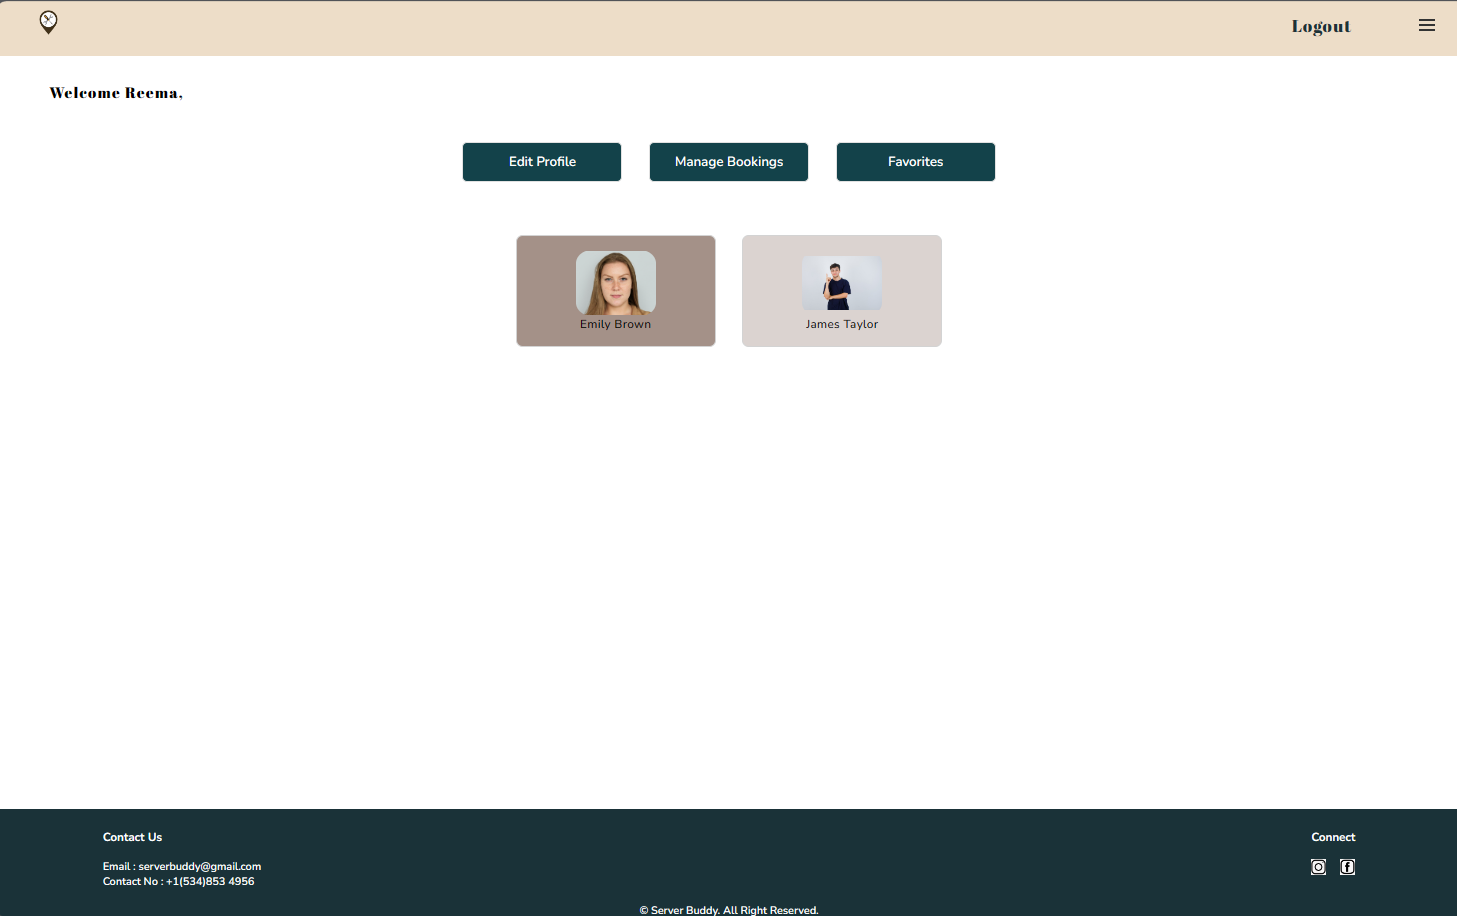 Logout
Welcome Reema,
Edit Profile
Manage Bookings
Favorites
Emily Brown
James Taylor
Contact Us
Connect
Email : serverbuddy@gmail.com
Contact No : +1(534)853 4956
© Server Buddy. All Right Reserved.